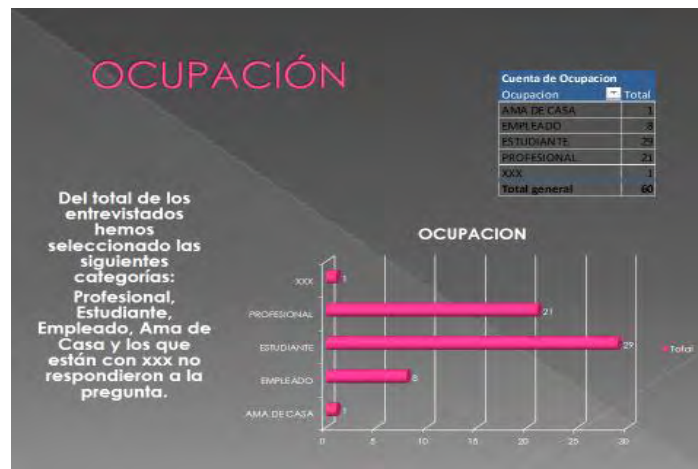 OCUPACIÓN
Cuenta de Ocupacion
Ocupacion Total
AMA DE CASA 1
EMPLEADO 8
ESTUDIANTE 29
PROFESIONAL 21
XXX 1
Total general 60
Del total de los
entrevistados
hemos
seleccionado las
siguientes
categorías:
Profesional,
Estudiante,
Empleado, Ama de
Casa y los que
están con xxx no
respondieron a la
pregunta.
OCUPACION
XXX 1
PROFESIONAL 21
ESTUDIANTE 29
Total
EMPLEADO 8
AMA DE CASA 1
0 5 10 15 20 25 30